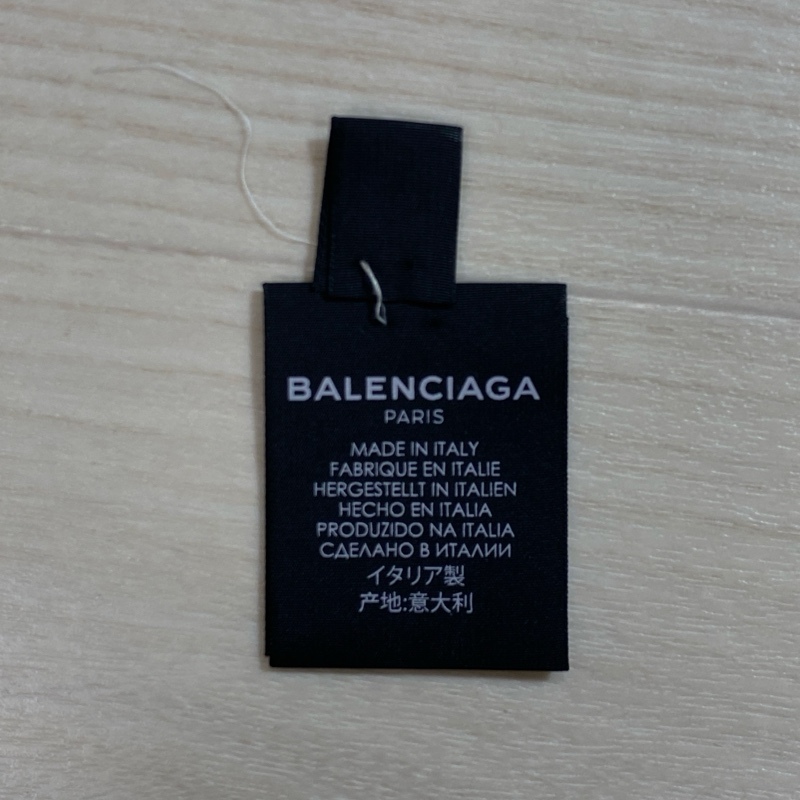 BALENCIAGA
PARIS
MADE IN ITALY
FABRIQUE EN ITALIE
HERGESTELLT IN ITALIEN
HECHO EN ITALIA
PRODUZIDO NA ITALIA
СДЕЛАНО В ИТАЛИИ
イタリア製
产地:意大利